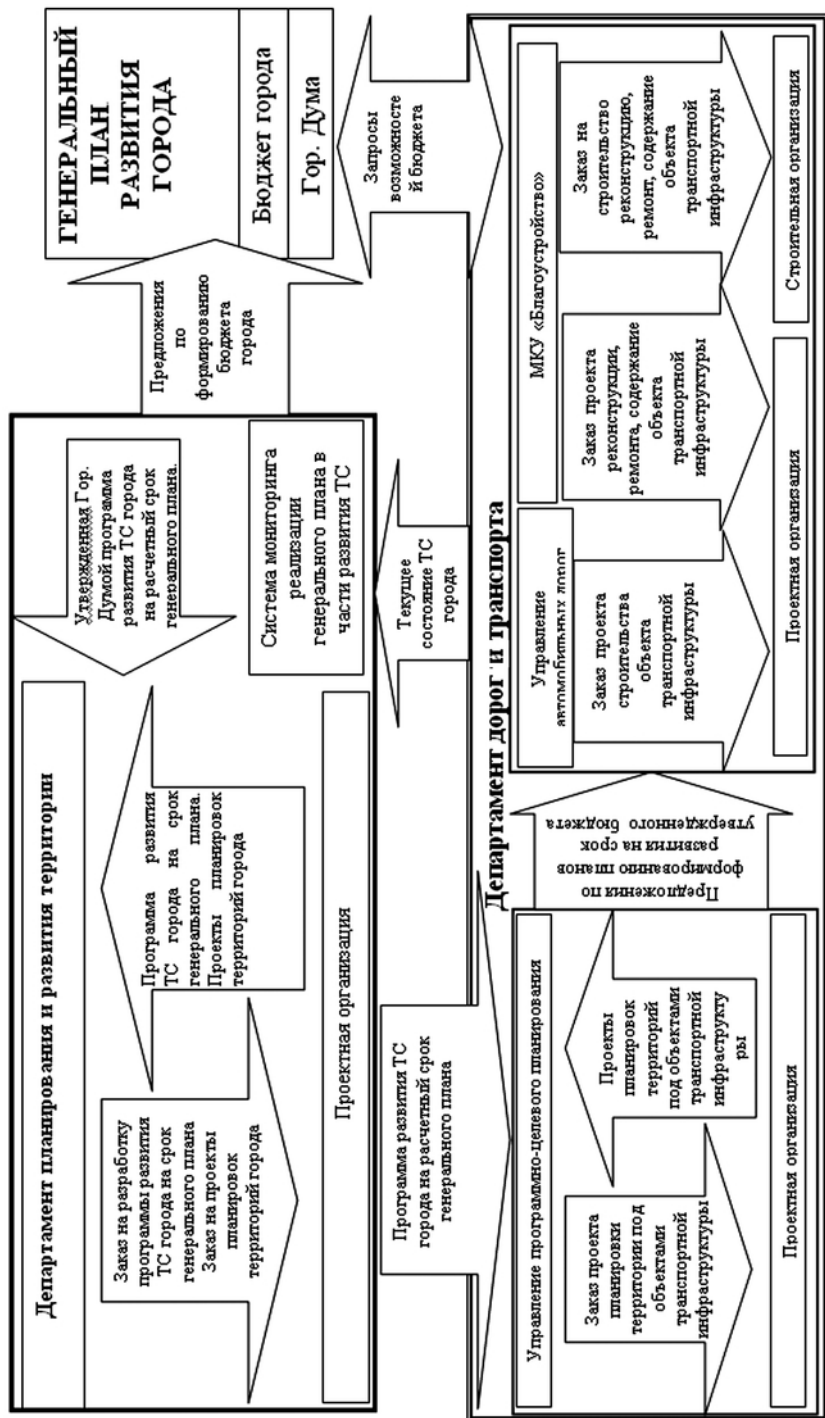 Департамент планирования и развития территории
Заказ на разработку
программы развития
ТС города на срок
генерального плана
Заказ на проекты
планировок
территорий города
Программа развития
ТС города на срок
генерального плана.
Проекты планировок
территорий города
Проектная организация
Утвержденная Гор.
Думой программа
развития ТС города
на расчетный срок
генерального плана.
Система мониторинга
реализации
генерального плана в
части развития ТС
Предложения
по
формированию
бюджета
города
ГЕНЕРАЛЬНЫЙ
ПЛАН
РАЗВИТИЯ
ГОРОДА
Бюджет города
Гор. Дума
Программа развития ТС
города на расчетный срок
генерального плана
Текущее
состояние ТС
города
Запросы
возможносте
й бюджета
Департамент дорог и транспорта
Управление программно-целевого планирования
Заказ проекта
планировки
территории под
объектами
транспортной
инфраструктуры
Проекты
планировок
территорий
под объектами
транспортной
инфраструкту
ры
Проектная организация
Предложения по
формированию планов
развития на срок
утвержденного бюджета
Управление
автомобильных дорог
МКУ «Благоустройство»
Заказ проекта
строительства
объекта
транспортной
инфраструктуры
Заказ проекта
реконструкции,
ремонта, содержание
объекта
транспортной
инфраструктуры
Заказ на
строительство
реконструкцию,
ремонт, содержание
объекта
транспортной
инфраструктуры
Проектная организация
Строительная организация